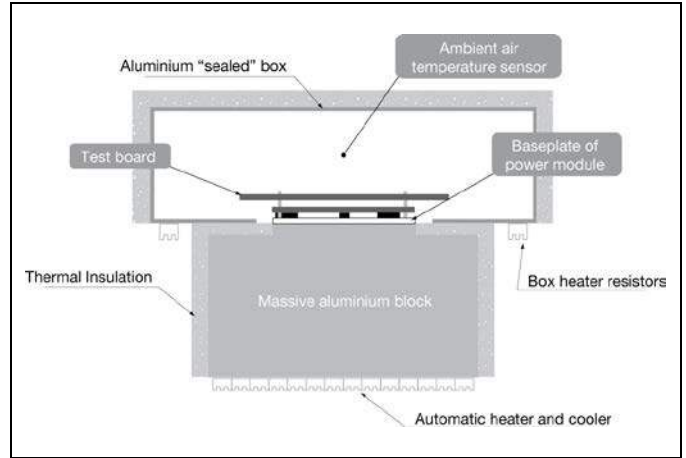 Ambient air
temperature sensor
Aluminium “sealed” box
Test board
Baseplate of
power module
Thermal Insulation
Massive aluminium block
Box heater resistors
Automatic heater and cooler